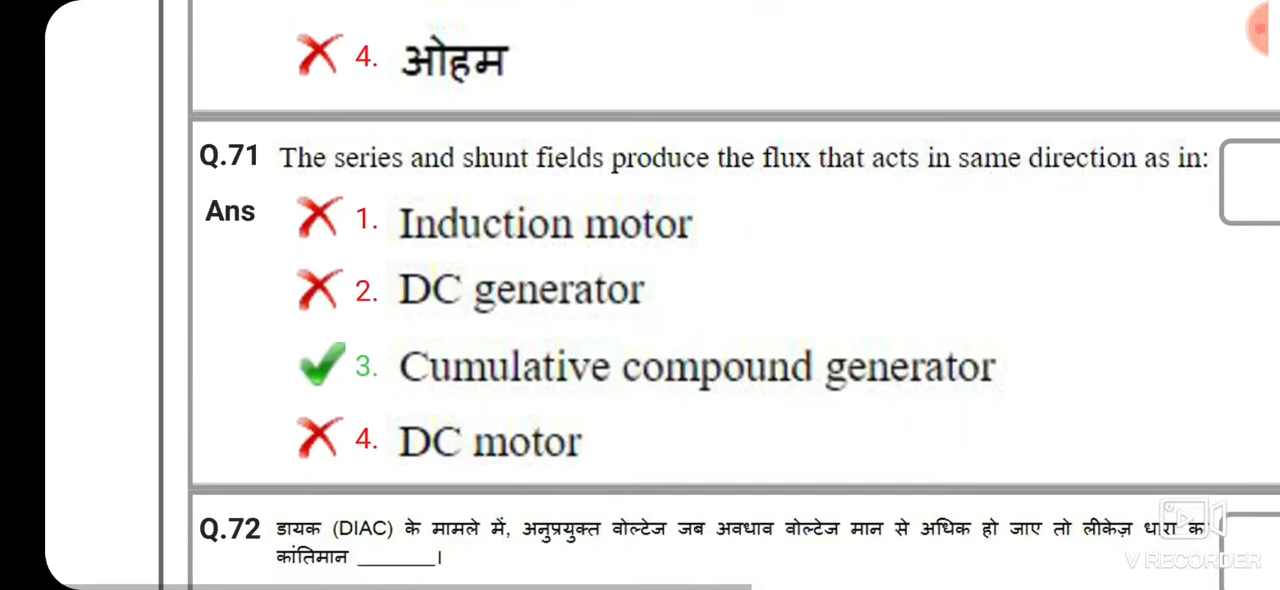 4. ओहम
Q.71 The series and shunt fields produce the flux that acts in same direction as in:
Ans 1. Induction motor
2. DC generator
3. Cumulative compound generator
4. DC motor
Q.72 डायक (DIAC) के मामले में, अनुप्रयुक्त वोल्टेज जब अवधाव वोल्टेज मान से अधिक हो जाए तो लीकेज़ धारा क
कांतिमान ________।
V RECORDER